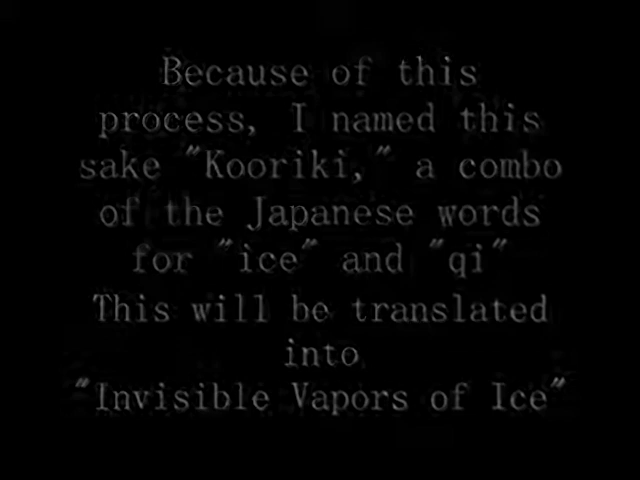 Because of this
process, I named this
sake "Kooriki," a combo
of the Japanese words
for "ice" and "qi"
This will be translated
into
"Invisible Vapors of Ice"